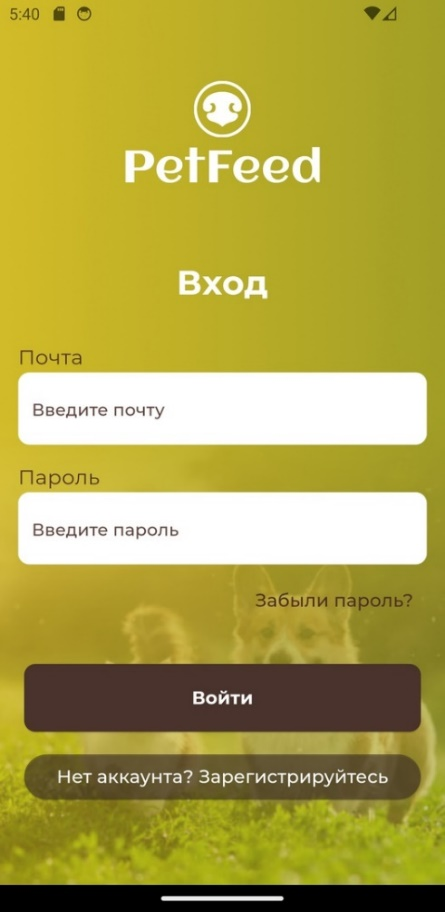 5:40
PetFeed
Вход
Почта
Введите почту
Пароль
Введите пароль
Забыли пароль?
Войти
Нет аккаунта? Зарегистрируйтесь